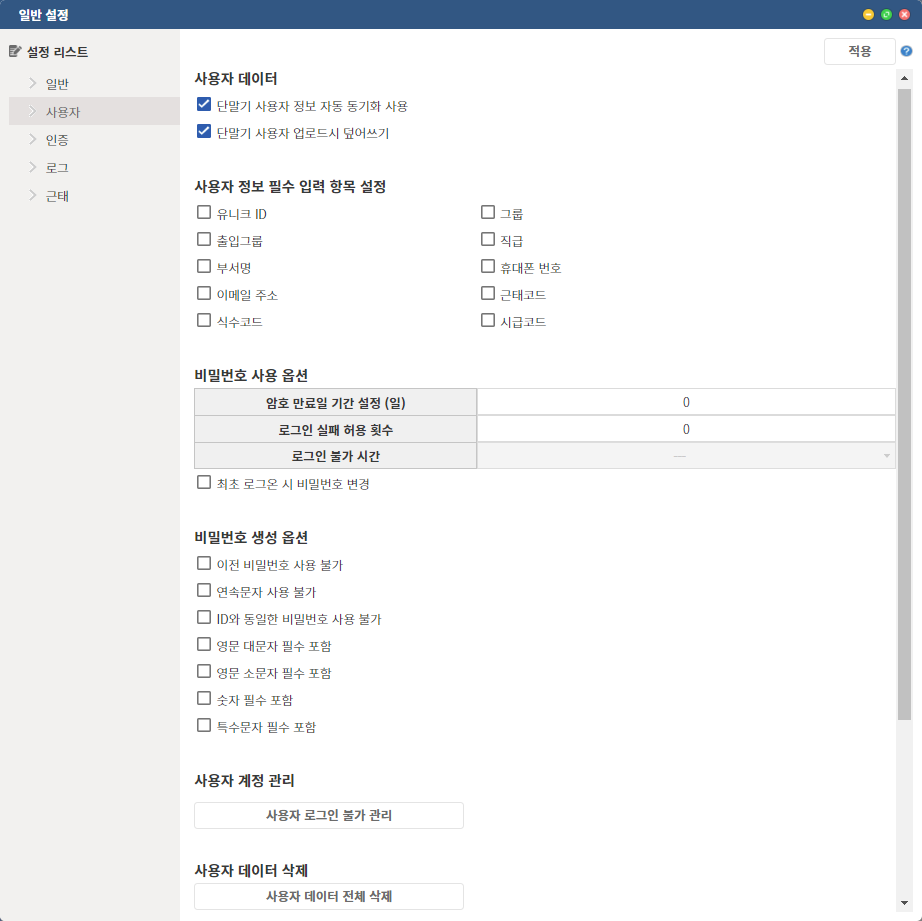 일반 설정
설정 리스트
일반
사용자
인증
로그
근태
적용
사용자 데이터
단말기 사용자 정보 자동 동기화 사용
단말기 사용자 업로드시 덮어쓰기
사용자 정보 필수 입력 항목 설정
유니크 ID 그룹
출입그룹 직급
부서명 휴대폰 번호
이메일 주소 근태코드
식수코드 시급코드
비밀번호 사용 옵션
암호 만료일 기간 설정 (일) 0
로그인 실패 허용 횟수 0
로그인 불가 시간 —
최초 로그온 시 비밀번호 변경
비밀번호 생성 옵션
이전 비밀번호 사용 불가
연속문자 사용 불가
ID와 동일한 비밀번호 사용 불가
영문 대문자 필수 포함
영문 소문자 필수 포함
숫자 필수 포함
특수문자 필수 포함
사용자 계정 관리
사용자 로그인 불가 관리
사용자 데이터 삭제
사용자 데이터 전체 삭제